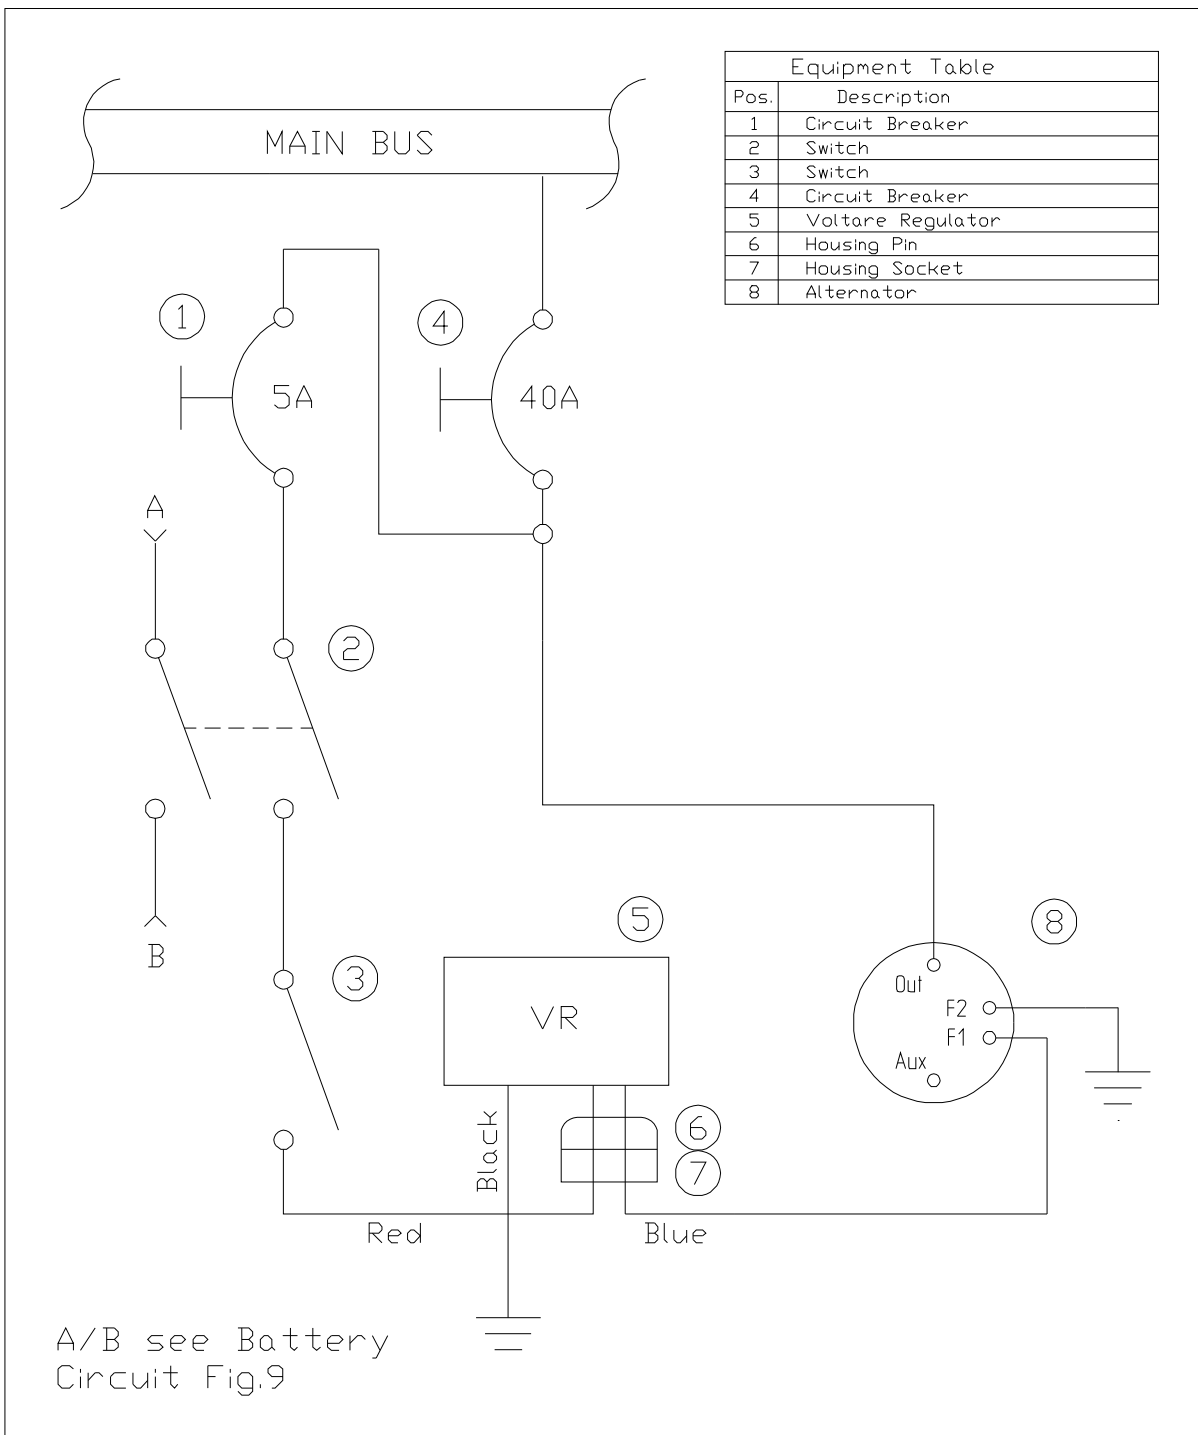 Equipment Table
Pos. Description
1 Circuit Breaker
2 Switch
3 Switch
4 Circuit Breaker
5 Voltare Regulator
6 Housing Pin
7 Housing Socket
8 Alternator
MAIN BUS
1
4
5A
40A
A
2
B
3
5
8
VR
Out
F2
F1
Aux
Black
6
7
Red
Blue
A/B see Battery
Circuit Fig.9